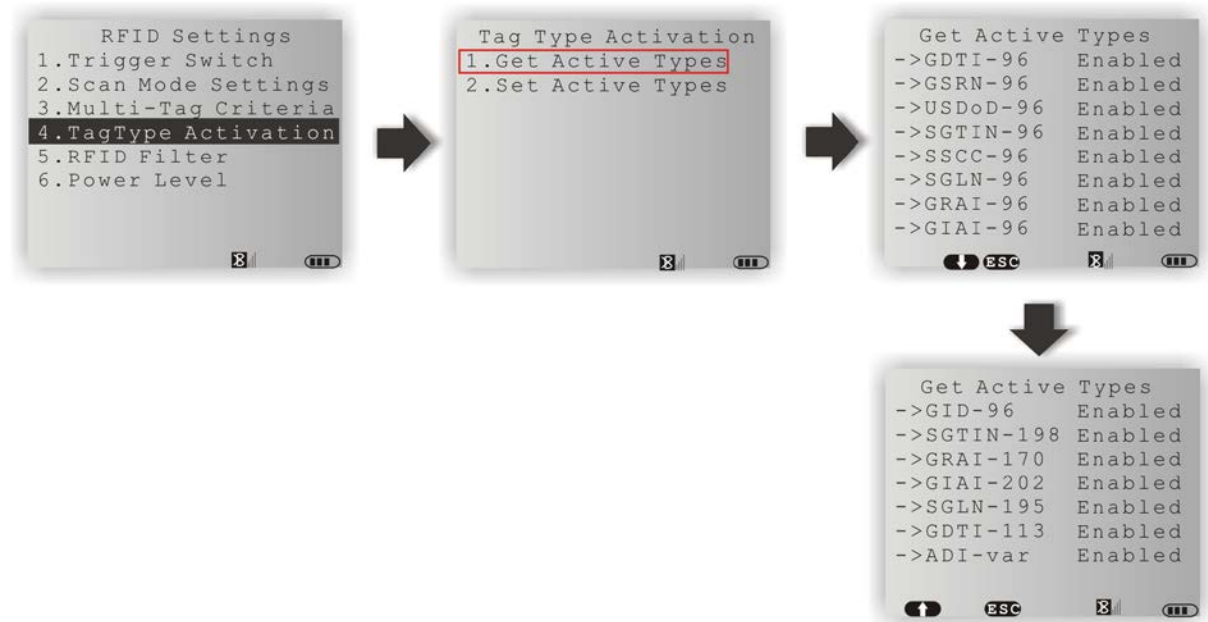 RFID Settings
1.Trigger Switch
2.Scan Mode Settings
3.Multi-Tag Criteria
4.TagType Activation
5.RFID Filter
6.Power Level
Tag Type Activation
1.Get Active Types
2.Set Active Types
Get Active Types
->GDTI-96 Enabled
->GSRN-96 Enabled
->USDoD-96 Enabled
->SGTIN-96 Enabled
->SSCC-96 Enabled
->SGLN-96 Enabled
->GRAI-96 Enabled
->GIAI-96 Enabled
ESC
Get Active Types
->GID-96 Enabled
->SGTIN-198 Enabled
->GRAI-170 Enabled
->GIAI-202 Enabled
->SGLN-195 Enabled
->GDTI-113 Enabled
->ADI-var Enabled
ESC